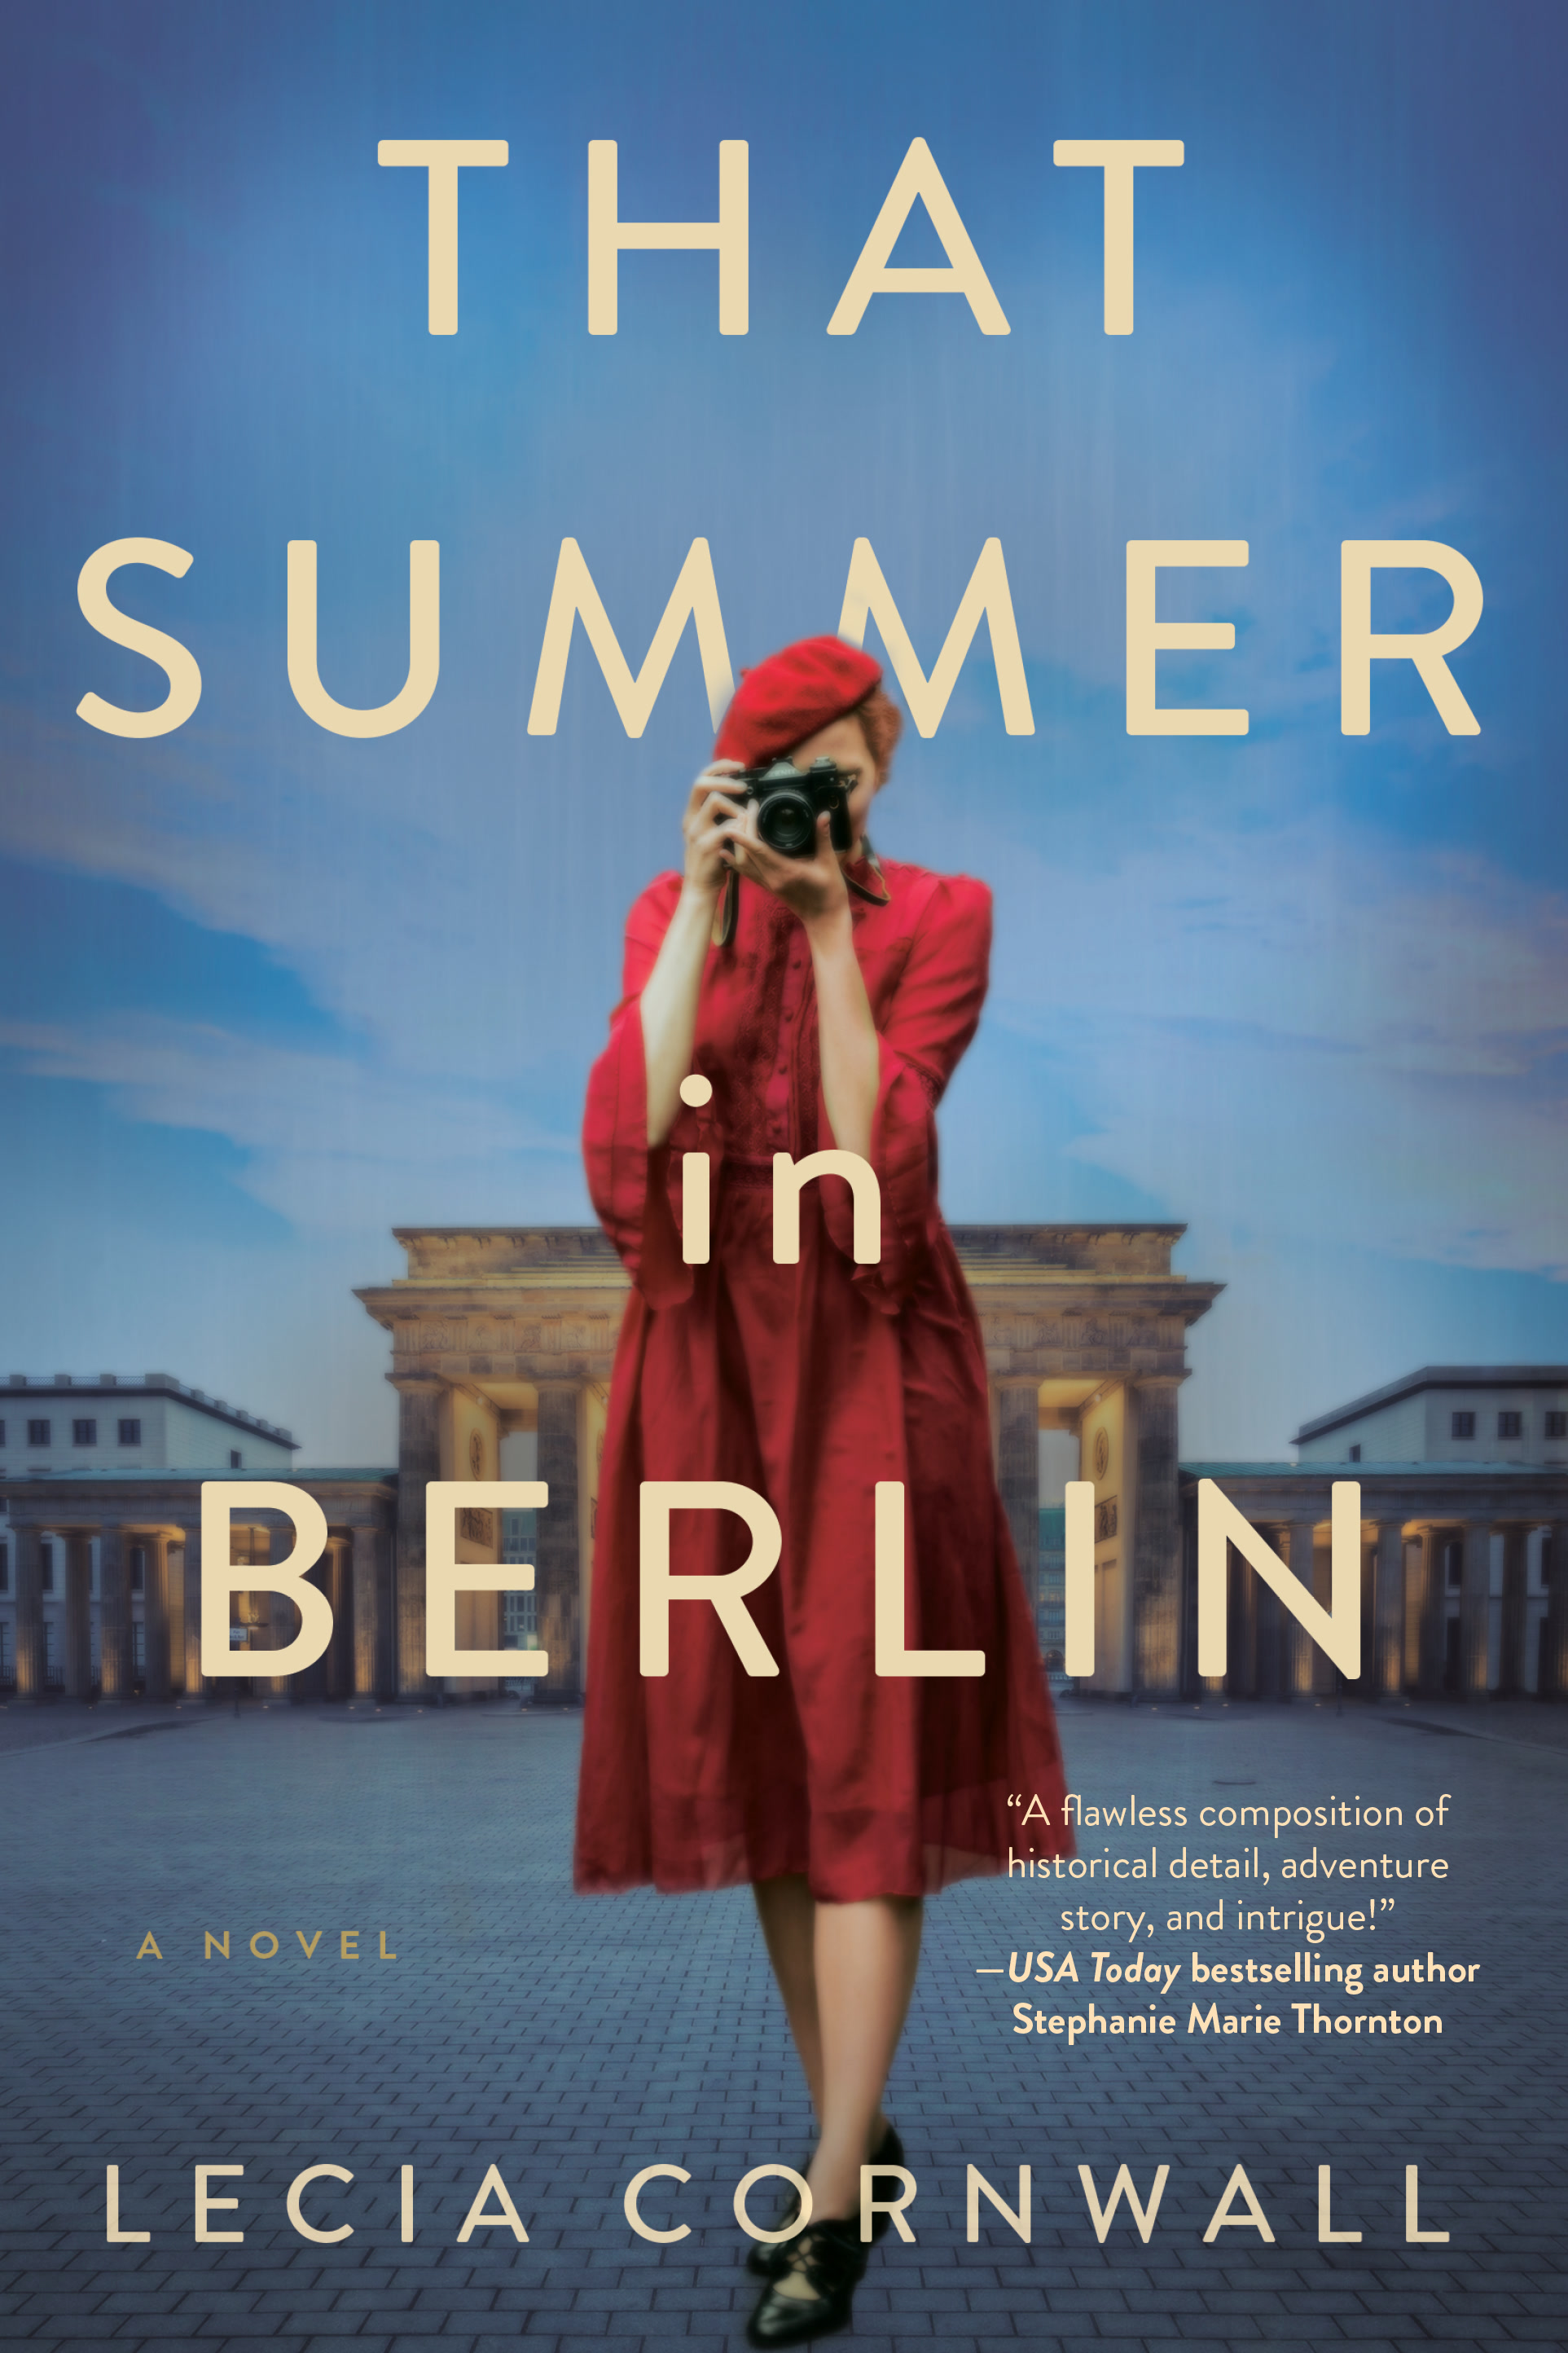 THAT
SUMMER
in
BERLIN
“A flawless composition of
historical detail, adventure
story, and intrigue!”
—USA Today bestselling author
Stephanie Marie Thornton
A NOVEL
LECIA CORNWALL